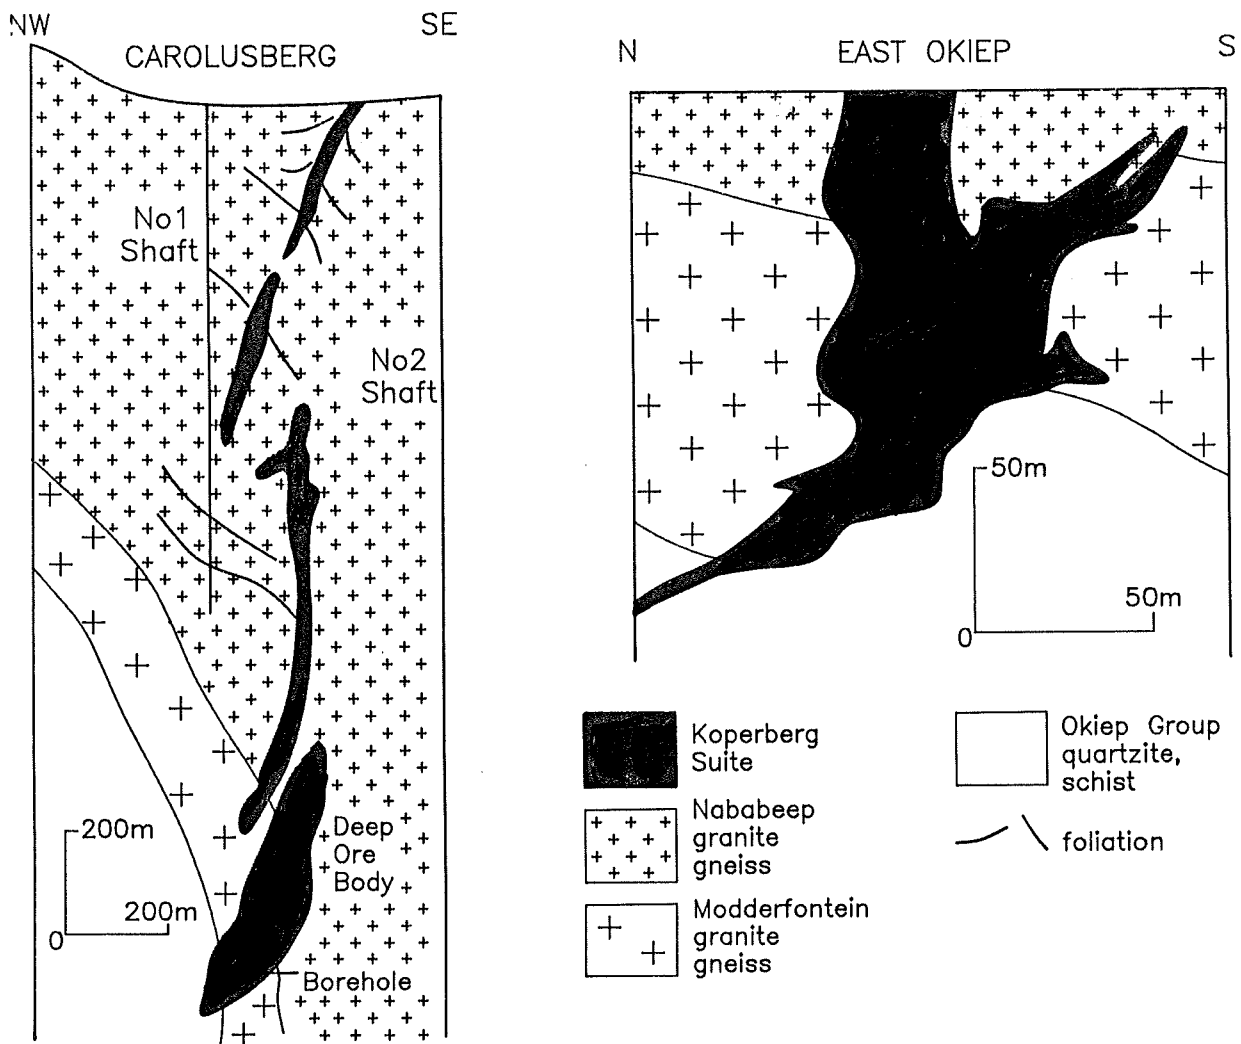 NW
SE
CAROLUSBERG
No1
Shaft
No2
Shaft
Deep
Ore
Body
200m
200m
0
Borehole
N
EAST OKIEP
S
50m
50m
0
Koperberg
Suite
Nababeep
granite
gneiss
Modderfontein
granite
gneiss
Okiep Group
quartzite,
schist
foliation